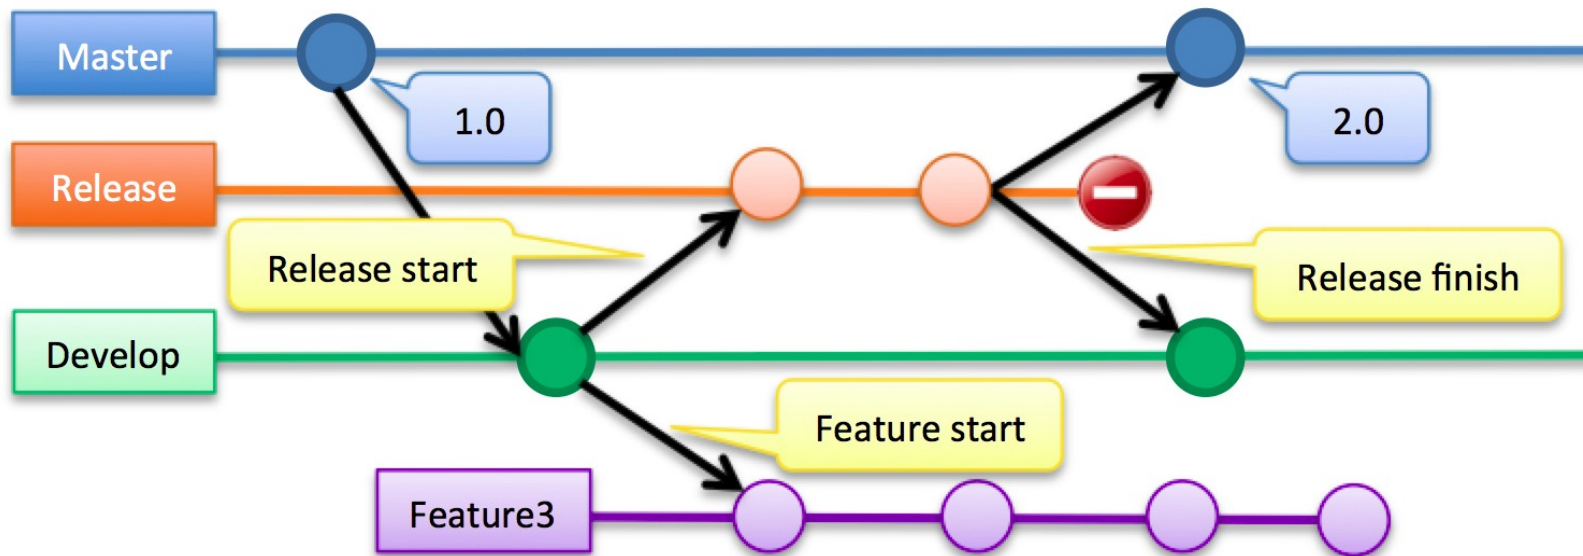 Master
1.0
2.0
Release
Release start
Release finish
Develop
Feature start
Feature3